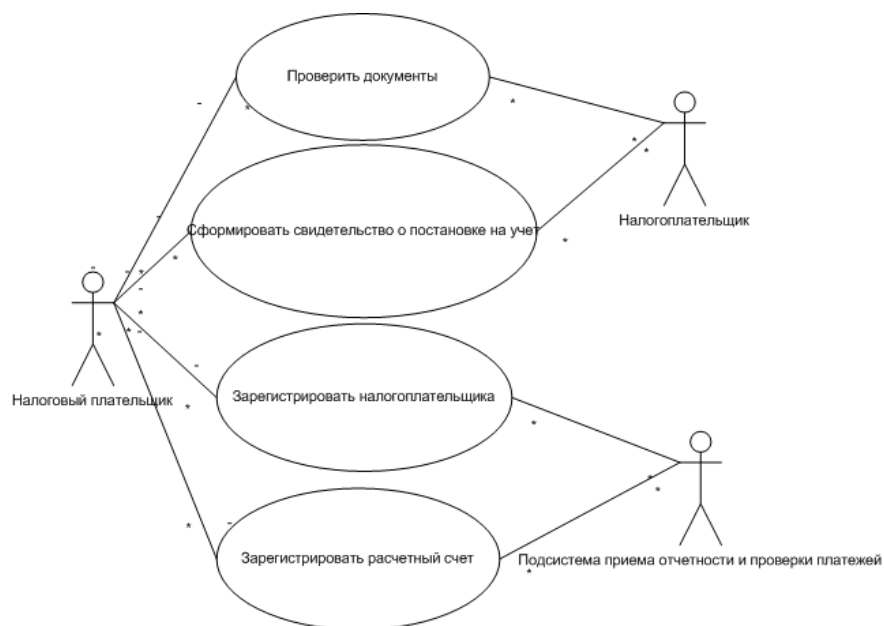 Проверить документы
Налогоплательщик
Сформировать свидетельство о постановке на учет
Налоговый плательщик
Зарегистрировать налогоплательщика
Зарегистрировать расчетный счет
Подсистема приема отчетности и проверки платежей